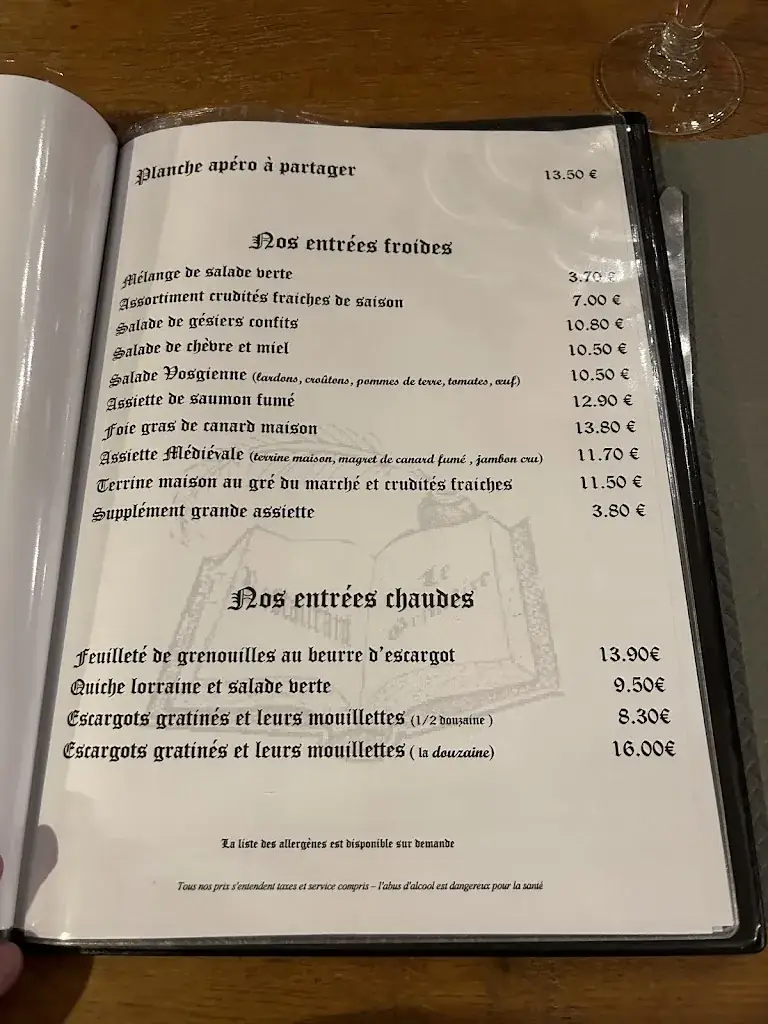 Planche apéro à partager 13.50 €
Nos entrées froides
Mélange de salade verte 3.70 €
Assortiment crudités fraiches de saison 7.00 €
Salade de gésiers confits 10.80 €
Salade de chèvre et miel 10.50 €
Salade Vosgienne (lardons, croûtons, pommes de terre, tomates, œuf) 10.50 €
Assiette de saumon fumé 12.90 €
Foie gras de canard maison 13.80 €
Assiette Médiévale (terrine maison, magret de canard fumé , jambon cru) 11.70 €
Terrine maison au gré du marché et crudités fraiches 11.50 €
Supplément grande assiette 3.80 €
Nos entrées chaudes
Feuilleté de grenouilles au beurre d'escargot 13.90€
Quiche lorraine et salade verte 9.50€
Escargots gratinés et leurs mouillettes (1/2 douzaine ) 8.30€
Escargots gratinés et leurs mouillettes ( la douzaine) 16.00€
La liste des allergènes est disponible sur demande
Tous nos prix s'entendent taxes et service compris – l'abus d'alcool est dangereux pour la santé